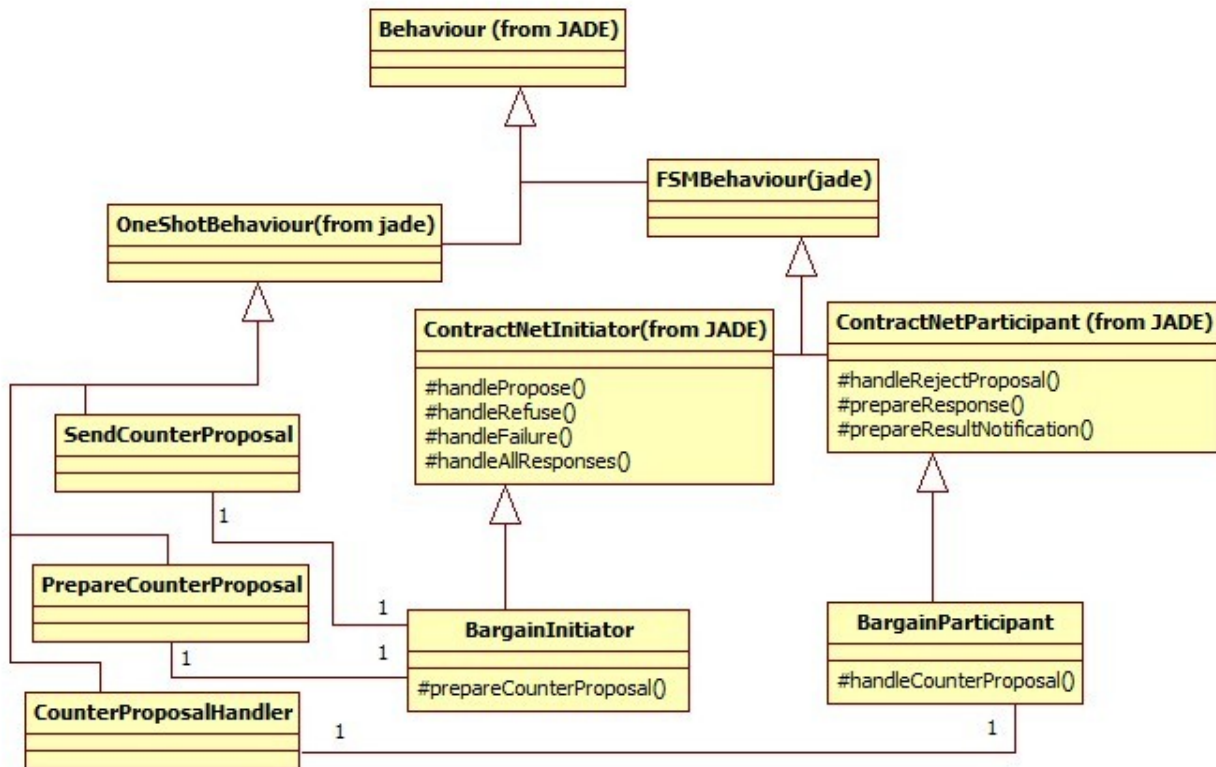 Behaviour (from JADE)
FSMBehaviour(jade)
OneShotBehaviour(from jade)
ContractNetInitiator(from JADE)
#handlePropose()
#handleRefuse()
#handleFailure()
#handleAllResponses()
ContractNetParticipant (from JADE)
#handleRejectProposal()
#prepareResponse()
#prepareResultNotification()
SendCounterProposal
1
PrepareCounterProposal
1
1
1
BargainInitiator
#prepareCounterProposal()
BargainParticipant
#handleCounterProposal()
CounterProposalHandler
1
1